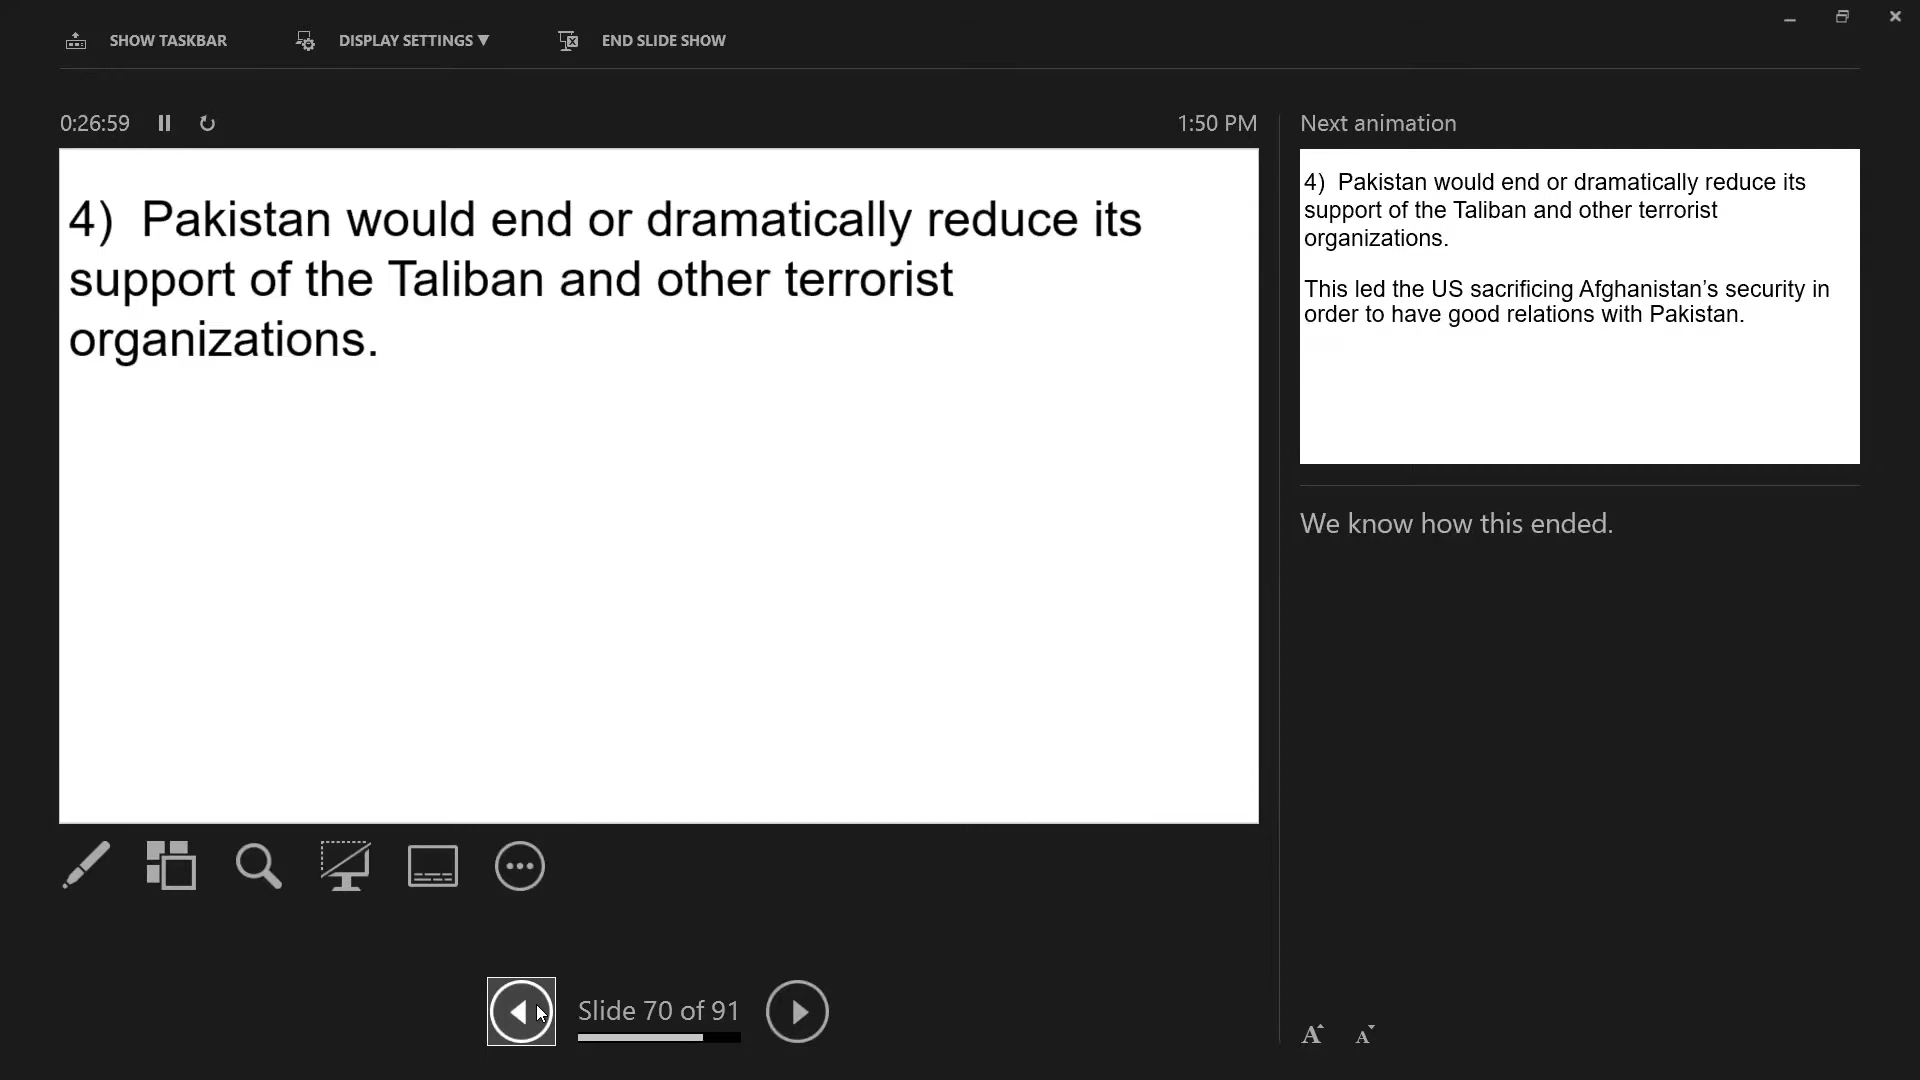 SHOW TASKBAR
DISPLAY SETTINGS ▼
END SLIDE SHOW
0:26:59
1:50 PM
4) Pakistan would end or dramatically reduce its
support of the Taliban and other terrorist
organizations.
Slide 70 of 91
Next animation
4) Pakistan would end or dramatically reduce its
support of the Taliban and other terrorist
organizations.
This led the US sacrificing Afghanistan’s security in
order to have good relations with Pakistan.
We know how this ended.
A A